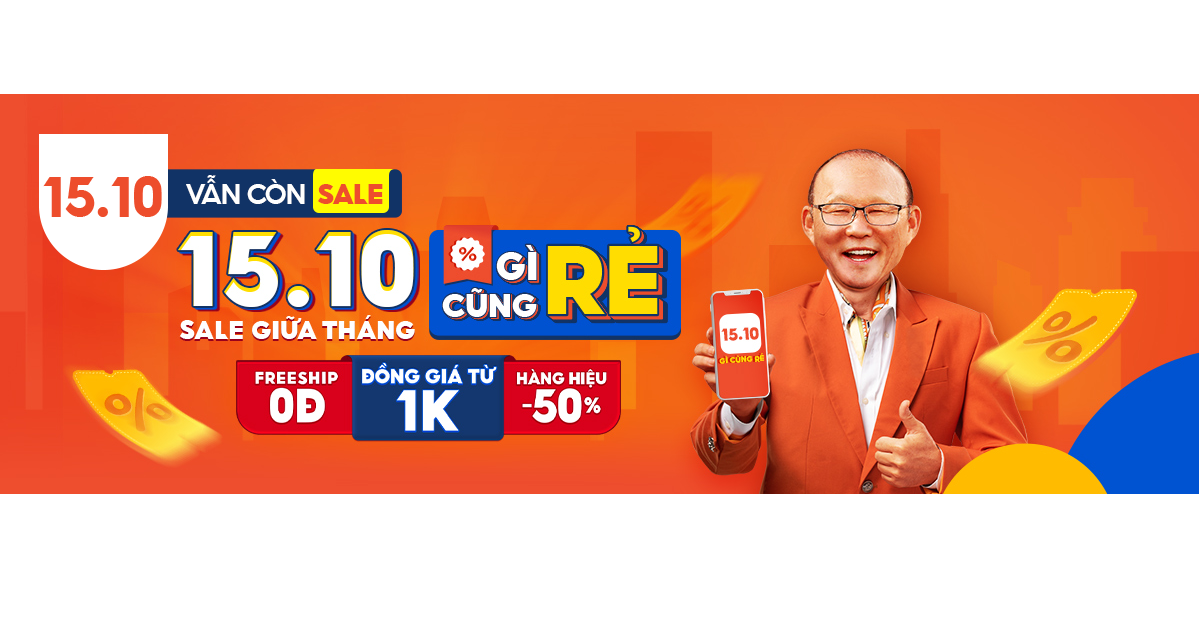 15.10
VẪN CÒN SALE
15.10
SALE GIỮA THÁNG
%
GÌ
CŨNG
RẺ
FREESHIP
0Đ
ĐỒNG GIÁ TỪ
1K
HÀNG HIỆU
-50%
15.10
GÌ CŨNG RẺ
%
%